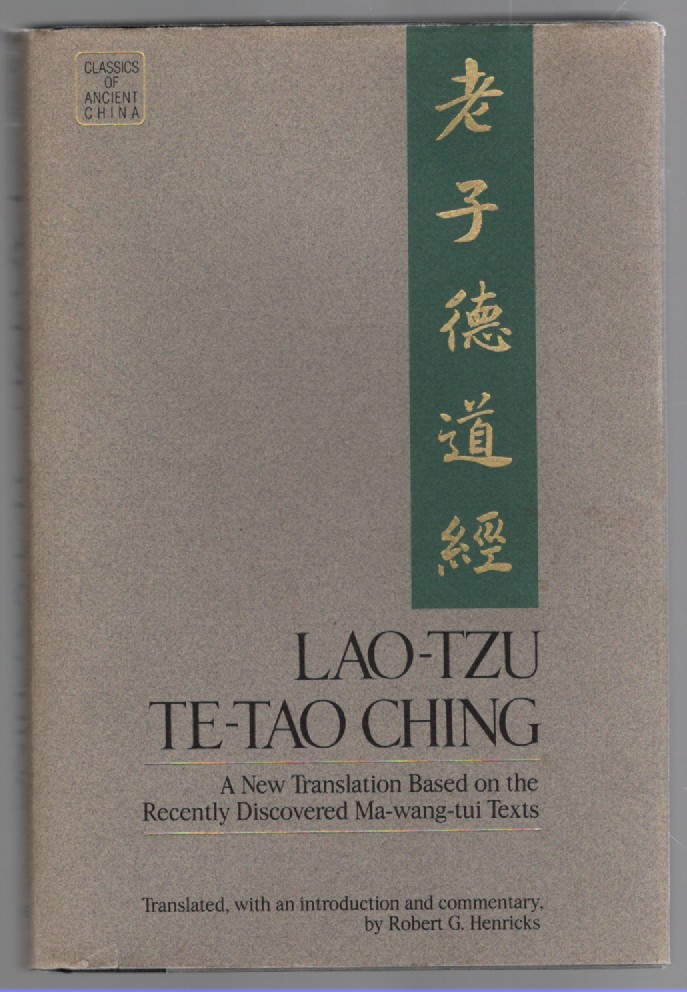 CLASSICS
OF
ANCIENT
CHINA
老子德道經
LAO-TZU
TE-TAO CHING
A New Translation Based on the
Recently Discovered Ma-wang-tui Texts
Translated, with an introduction and commentary,
by Robert G. Henricks